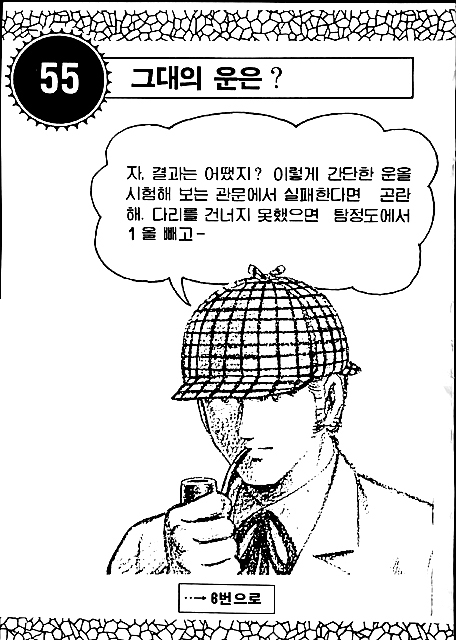 55
그대의 운은?
자, 결과는 어땠지? 이렇게 간단한 운을
시험해 보는 관문에서 실패한다면 곤란
해. 다리를 건너지 못했으면 탐정도에서
1을 빼고-
…→ 6번으로